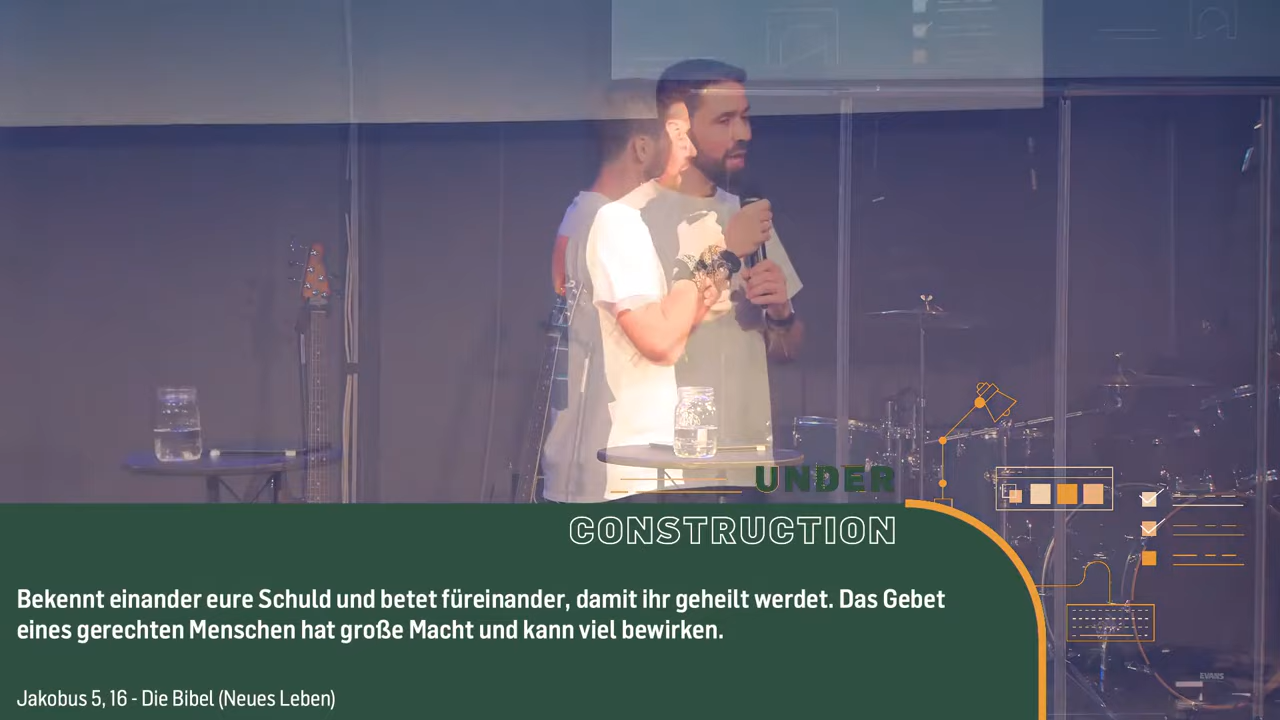 UNDER
CONSTRUCTION
Bekennt einander eure Schuld und betet füreinander, damit ihr geheilt werdet. Das Gebet
eines gerechten Menschen hat große Macht und kann viel bewirken.
Jakobus 5, 16 - Die Bibel (Neues Leben)
EVANS